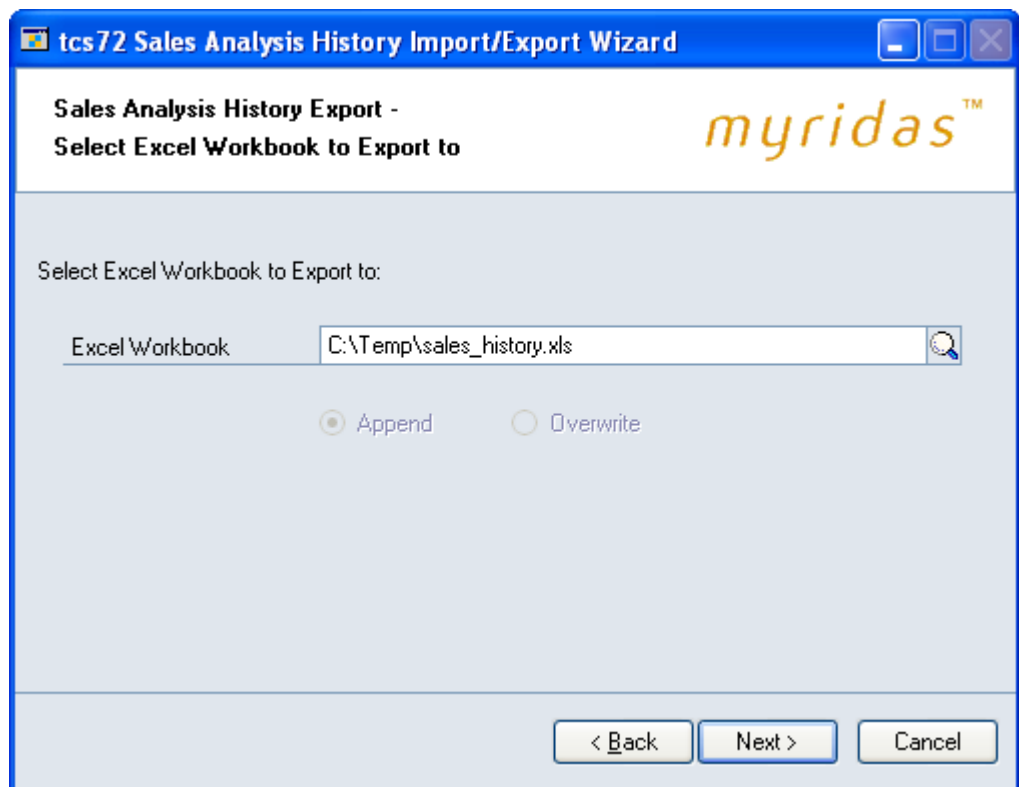 tcs72 Sales Analysis History Import/Export Wizard
Sales Analysis History Export -
Select Excel Workbook to Export to
myridas™
Select Excel Workbook to Export to:
Excel Workbook C:\Temp\sales_history.xls
Append Overwrite
< Back Next > Cancel